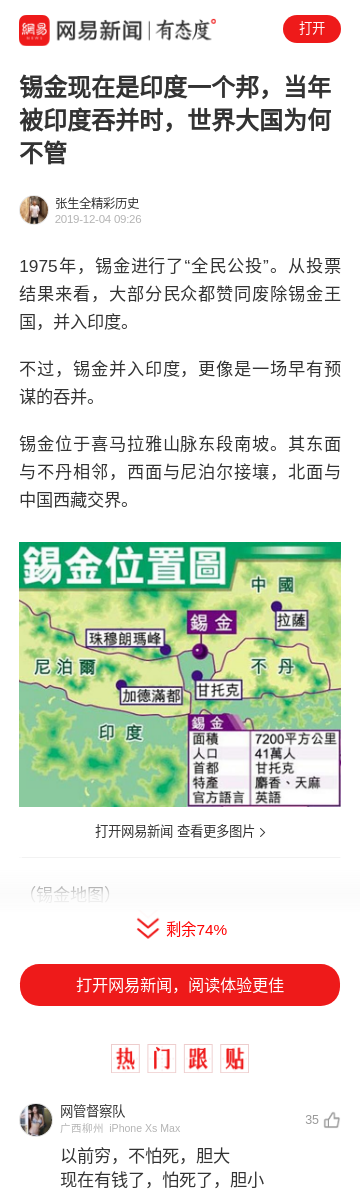 網易
NEWS
网易新闻
有态度
打开
锡金现在是印度一个邦，当年
被印度吞并时，世界大国为何
不管
张生全精彩历史
2019-12-04 09:26
1975年，锡金进行了“全民公投”。从投票
结果来看，大部分民众都赞同废除锡金王
国，并入印度。
不过，锡金并入印度，更像是一场早有预
谋的吞并。
锡金位于喜马拉雅山脉东段南坡。其东面
与不丹相邻，西面与尼泊尔接壤，北面与
中国西藏交界。
錫金位置圖
中國
錫金
拉薩
珠穆朗瑪峰
尼泊爾
不丹
加德滿都
甘托克
印度
錫金
面積 7200平方公里
人口 41萬人
首都 甘托克
特產 麝香、天麻
官方語言 英語
打开网易新闻 查看更多图片
（锡金地图）
剩余74%
打开网易新闻，阅读体验更佳
热门跟贴
网管督察队
广西柳州 iPhone Xs Max
35
以前穷，不怕死，胆大
现在有钱了，怕死了，胆小